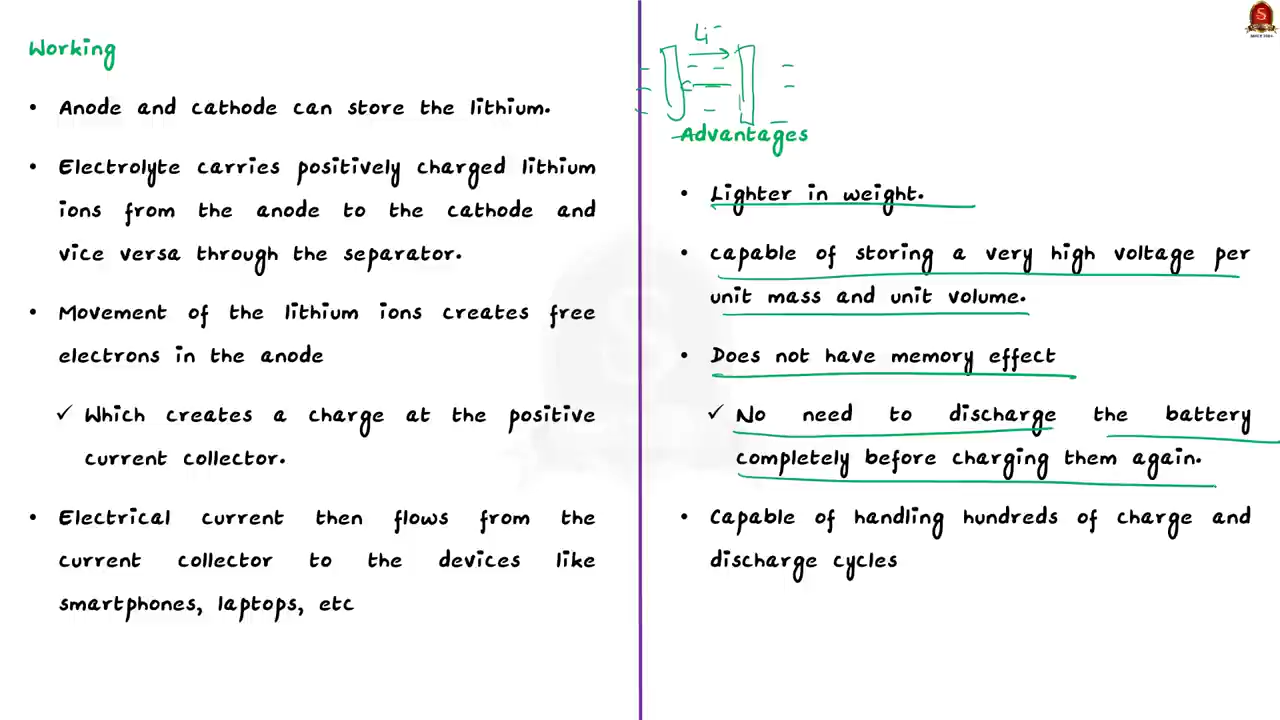 Working
• Anode and cathode can store the lithium.
• Electrolyte carries positively charged lithium
ions from the anode to the cathode and
vice versa through the separator.
• Movement of the lithium ions creates free
electrons in the anode
✓ Which creates a charge at the positive
current collector.
• Electrical current then flows from the
current collector to the devices like
smartphones, laptops, etc
Advantages
• Lighter in weight.
• capable of storing a very high voltage per
unit mass and unit volume.
• Does not have memory effect
✓ No need to discharge the battery
completely before charging them again.
• Capable of handling hundreds of charge and
discharge cycles